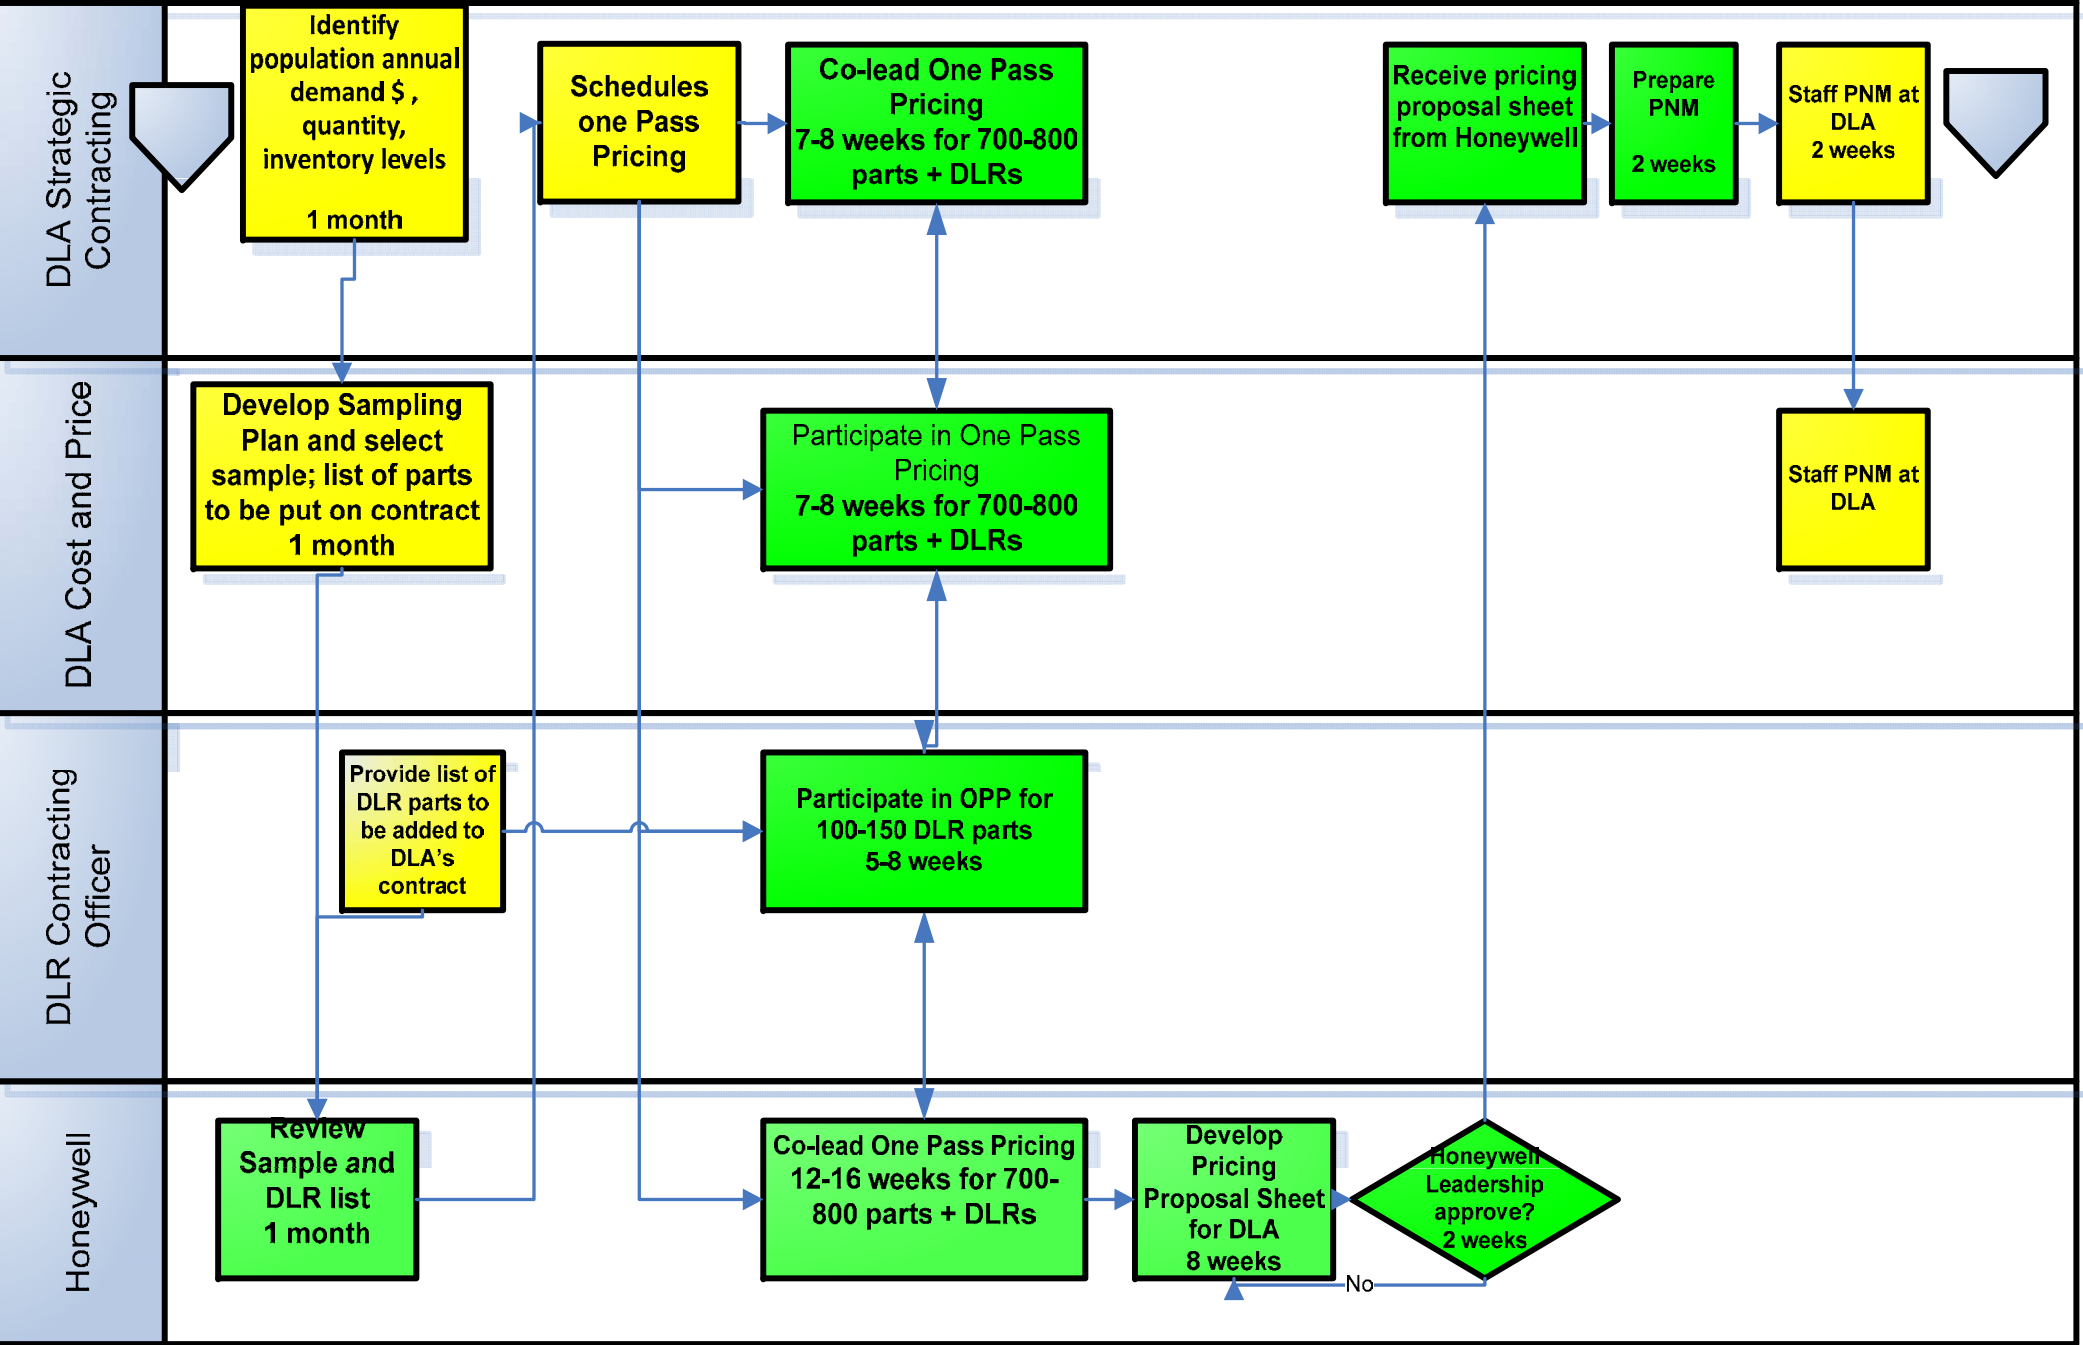 DLA Strategic
Contracting
Identify
population annual
demand $ ,
quantity,
inventory levels
1 month
Schedules
one Pass
Pricing
Co-lead One Pass
Pricing
7-8 weeks for 700-800
parts + DLRs
Receive pricing
proposal sheet
from Honeywell
Prepare
PNM
2 weeks
Staff PNM at
DLA
2 weeks
DLA Cost and Price
Develop Sampling
Plan and select
sample; list of parts
to be put on contract
1 month
Participate in One Pass
Pricing
7-8 weeks for 700-800
parts + DLRs
Staff PNM at
DLA
DLR Contracting
Officer
Provide list of
DLR parts to
be added to
DLA's
contract
Participate in OPP for
100-150 DLR parts
5-8 weeks
Honeywell
Review
Sample and
DLR list
1 month
Co-lead One Pass Pricing
12-16 weeks for 700-
800 parts + DLRs
Develop
Pricing
Proposal Sheet
for DLA
8 weeks
Honeywell
Leadership
approve?
2 weeks
No